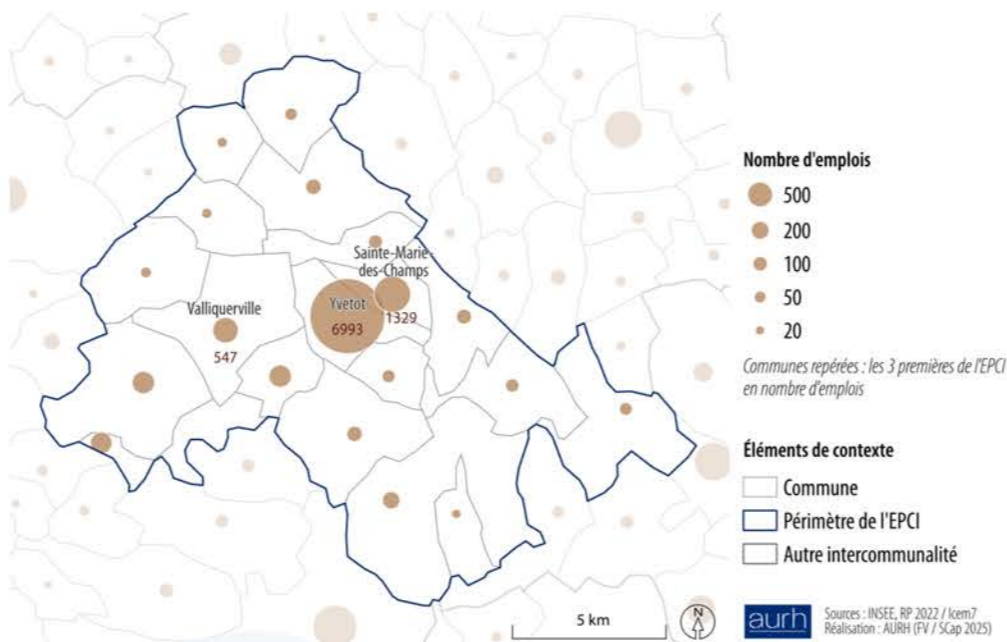 Sainte-Marie-
des-Champs
Yvetot
1329
6993
Valliquerville
547
5 km
N
Nombre d'emplois
500
200
100
50
20
Communes repérées : les 3 premières de l'EPCI
en nombre d'emplois
Éléments de contexte
Commune
Périmètre de l'EPCI
Autre intercommunalité
aurh
Sources : INSEE, RP 2022 / Icem7
Réalisation : AURH (FV / SCap 2025)